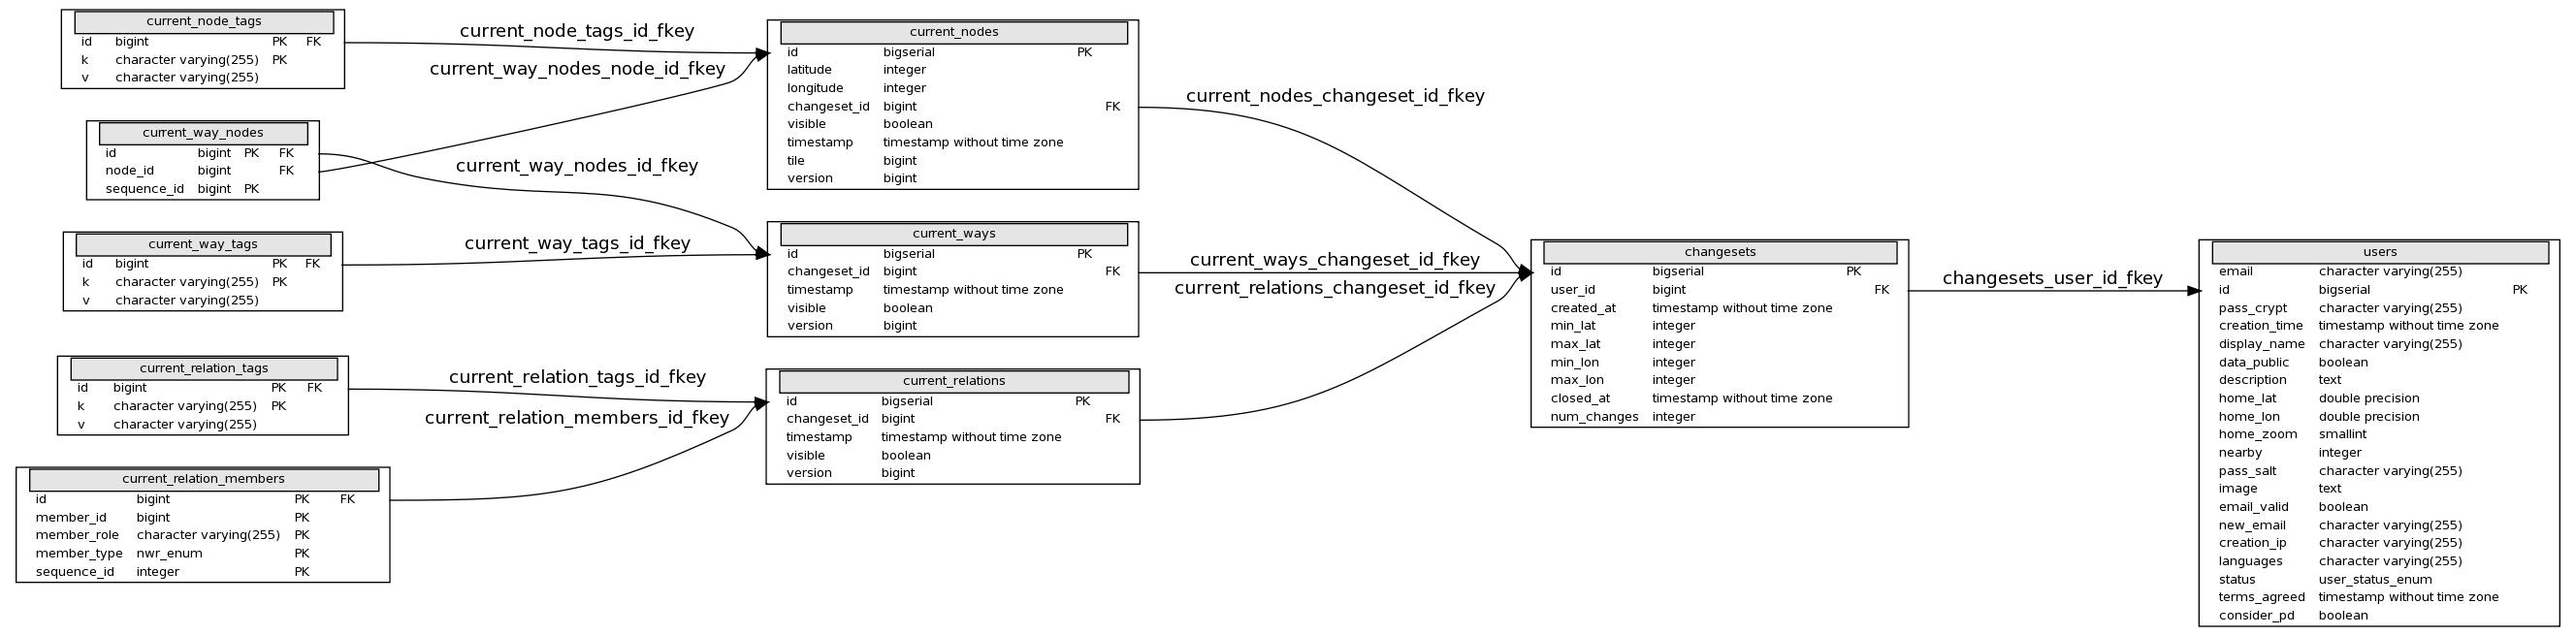 current_node_tags
id bigint PK FK
k character varying(255) PK
v character varying(255)
current_way_nodes
id bigint PK FK
node_id bigint FK
sequence_id bigint PK
current_way_tags
id bigint PK FK
k character varying(255) PK
v character varying(255)
current_relation_tags
id bigint PK FK
k character varying(255) PK
v character varying(255)
current_relation_members
id bigint PK FK
member_id bigint PK
member_role character varying(255) PK
member_type nwr_enum PK
sequence_id integer PK
current_node_tags_id_fkey
current_way_nodes_node_id_fkey
current_way_nodes_id_fkey
current_way_tags_id_fkey
current_relation_tags_id_fkey
current_relation_members_id_fkey
current_nodes
id bigserial PK
latitude integer
longitude integer
changeset_id bigint FK
visible boolean
timestamp timestamp without time zone
tile bigint
version bigint
current_ways
id bigserial PK
changeset_id bigint FK
timestamp timestamp without time zone
visible boolean
version bigint
current_relations
id bigserial PK
changeset_id bigint FK
timestamp timestamp without time zone
visible boolean
version bigint
current_nodes_changeset_id_fkey
current_ways_changeset_id_fkey
current_relations_changeset_id_fkey
changesets
id bigserial PK
user_id bigint FK
created_at timestamp without time zone
min_lat integer
max_lat integer
min_lon integer
max_lon integer
closed_at timestamp without time zone
num_changes integer
changesets_user_id_fkey
users
email character varying(255)
id bigserial PK
pass_crypt character varying(255)
creation_time timestamp without time zone
display_name character varying(255)
data_public boolean
description text
home_lat double precision
home_lon double precision
home_zoom smallint
nearby integer
pass_salt character varying(255)
image text
email_valid boolean
new_email character varying(255)
creation_ip character varying(255)
languages character varying(255)
status user_status_enum
terms_agreed timestamp without time zone
consider_pd boolean